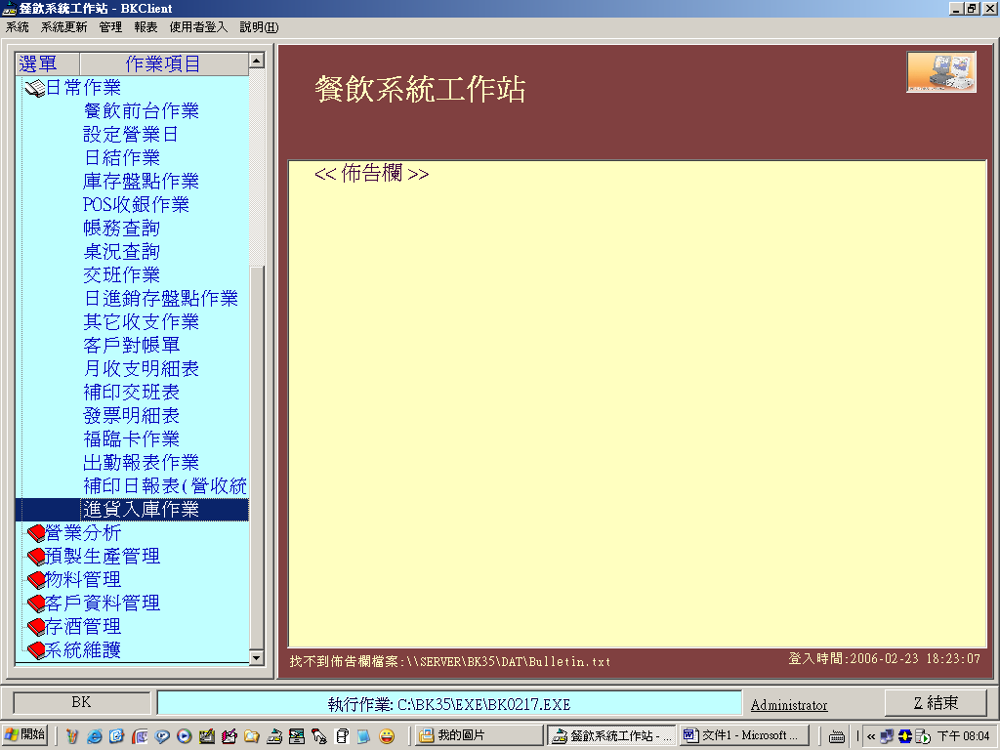 餐飲系統工作站 - BKClient
系統 系統更新 管理 報表 使用者登入 說明(H)
選單 作業項目
日常作業
餐飲前台作業
設定營業日
日結作業
庫存盤點作業
POS收銀作業
帳務查詢
桌況查詢
交班作業
日進銷存盤點作業
其它收支作業
客戶對帳單
月收支明細表
補印交班表
發票明細表
福臨卡作業
出勤報表作業
補印日報表(營收統
進貨入庫作業
營業分析
預製生產管理
物料管理
客戶資料管理
存酒管理
系統維護
餐飲系統工作站
<< 佈告欄 >>
找不到佈告欄檔案:\\SERVER\BK35\DAT\Bulletin.txt
登入時間:2006-02-23 18:23:07
BK
執行作業: C:\BK35\EXE\BK0217.EXE
Administrator
Z 結束
開始
我的圖片
餐飲系統工作站 - ...
文件1 - Microsoft ...
«
下午 08:04